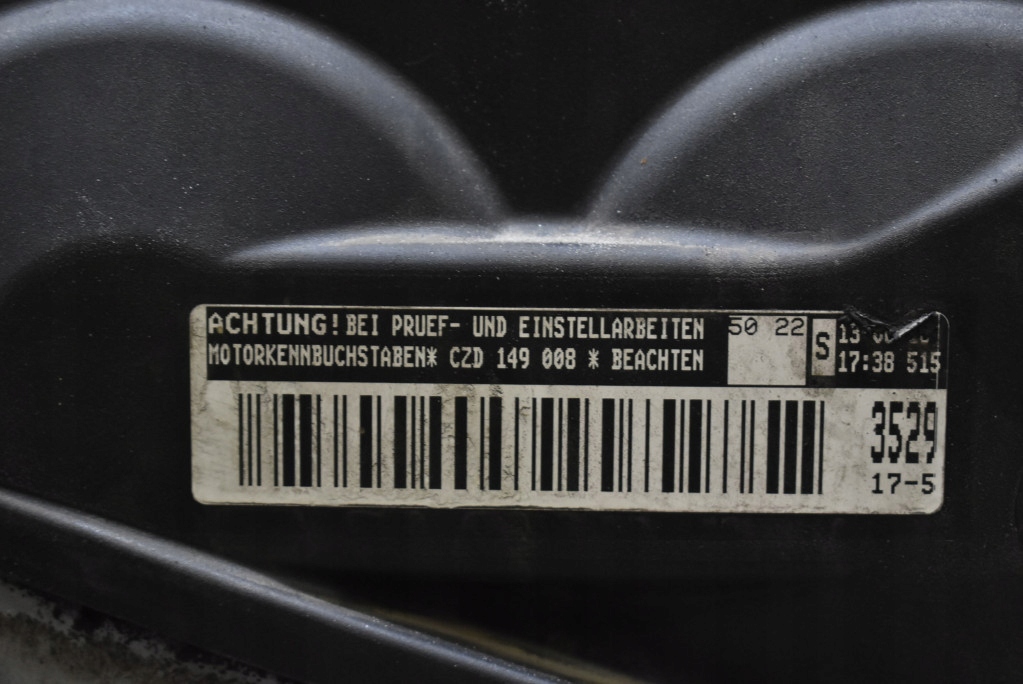 ACHTUNG! BEI PRUEF- UND EINSTELLARBEITEN
MOTORKENNBUCHSTABEN* CZD 149 008 * BEACHTEN
50 22
S
17:38 515
3529
17-5